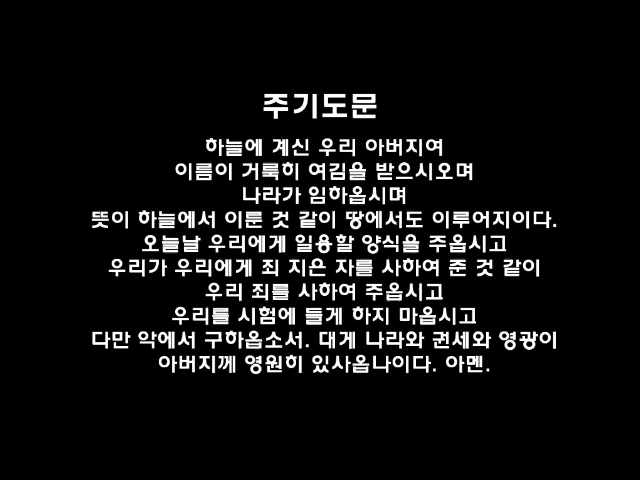 주기도문
하늘에 계신 우리 아버지여
이름이 거룩히 여김을 받으시오며
나라가 임하옵시며
뜻이 하늘에서 이룬 것 같이 땅에서도 이루어지이다.
오늘날 우리에게 일용할 양식을 주옵시고
우리가 우리에게 죄 지은 자를 사하여 준 것 같이
우리 죄를 사하여 주옵시고
우리를 시험에 들게 하지 마옵시고
다만 악에서 구하옵소서. 대게 나라와 권세와 영광이
아버지께 영원히 있사옵나이다. 아멘.